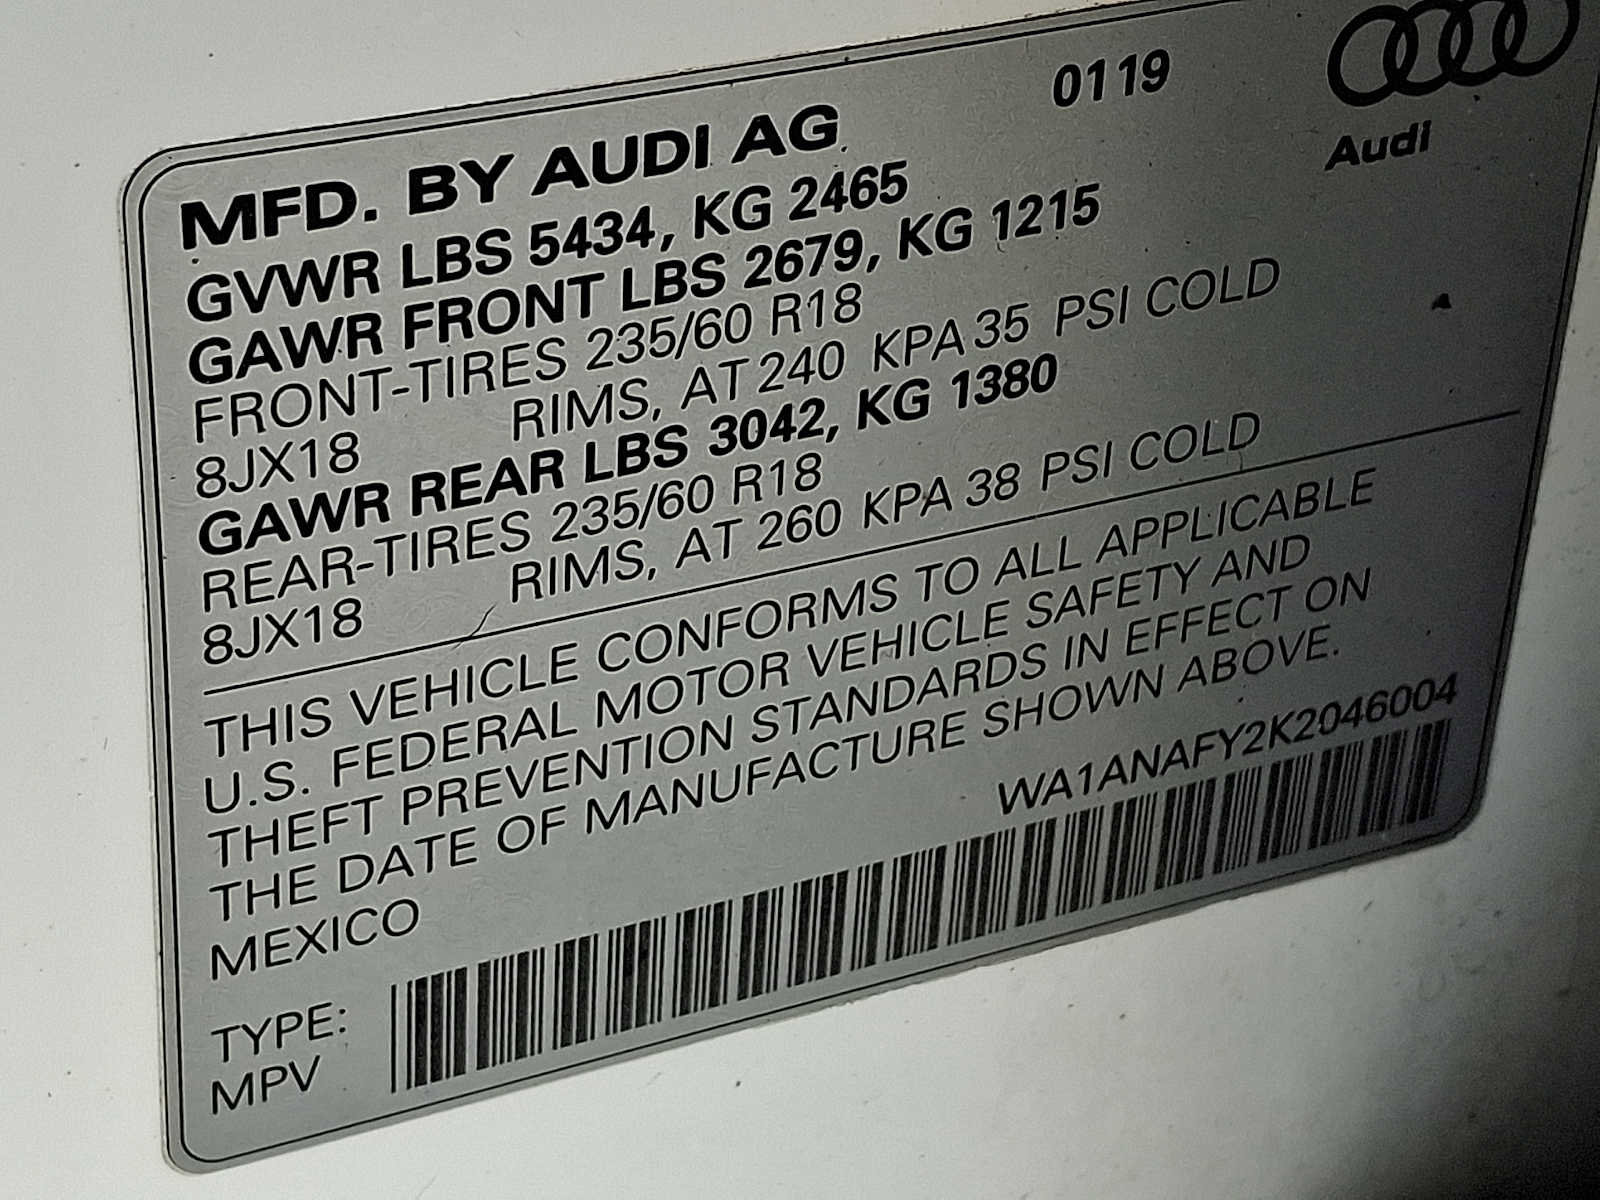 0119
Audi
MFD. BY AUDI AG
GVWR LBS 5434, KG 2465
GAWR FRONT LBS 2679, KG 1215
FRONT-TIRES 235/60 R18
8JX18 RIMS, AT 240 KPA 35 PSI COLD
GAWR REAR LBS 3042, KG 1380
REAR-TIRES 235/60 R18
8JX18 RIMS, AT 260 KPA 38 PSI COLD
THIS VEHICLE CONFORMS TO ALL APPLICABLE
U.S. FEDERAL MOTOR VEHICLE SAFETY AND
THEFT PREVENTION STANDARDS IN EFFECT ON
THE DATE OF MANUFACTURE SHOWN ABOVE.
MEXICO
WA1ANAFY2K2046004
TYPE:
MPV